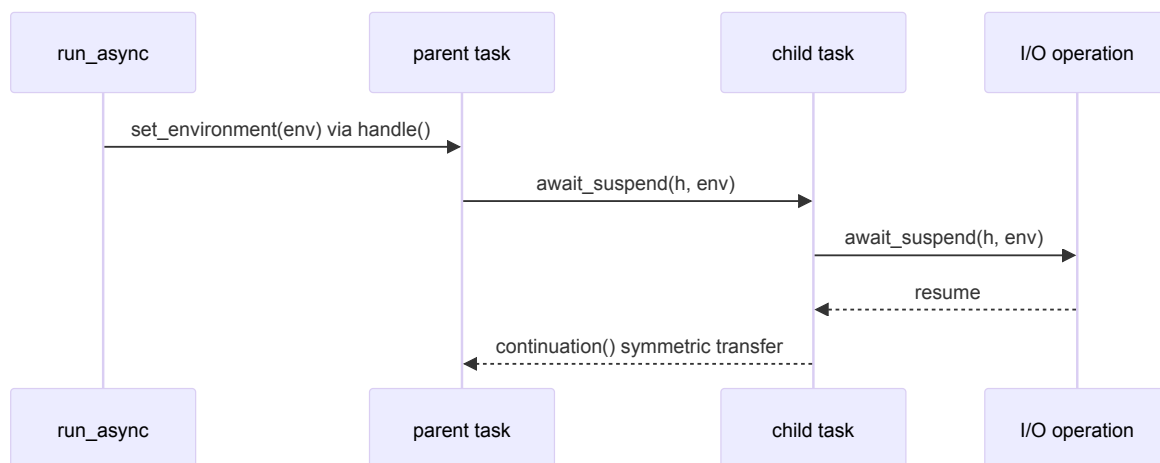 run_async
parent task
child task
I/O operation
set_environment(env) via handle()
await_suspend(h, env)
await_suspend(h, env)
resume
continuation() symmetric transfer
run_async
parent task
child task
I/O operation